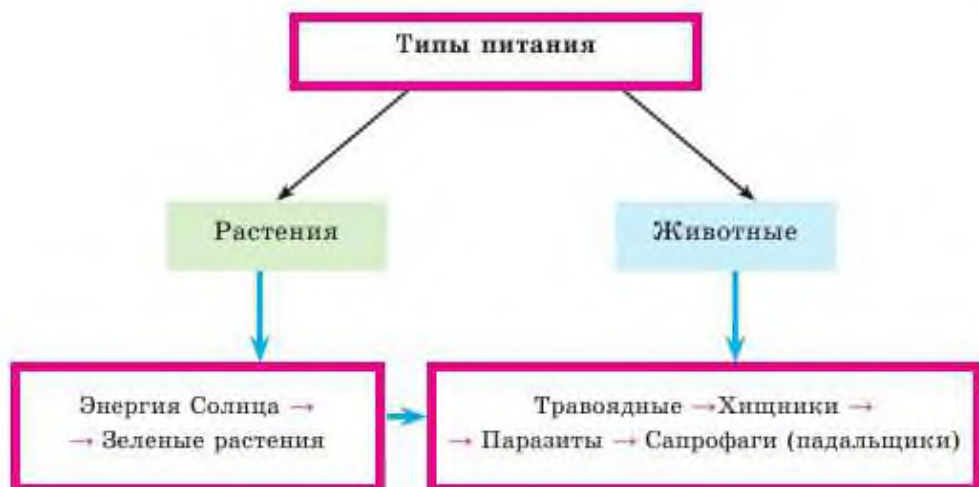 Типы питания
Растения
Животные
Энергия Солнца →
→ Зеленые растения
Травоядные →Хищники →
→ Паразиты → Сапрофаги (падальщики)